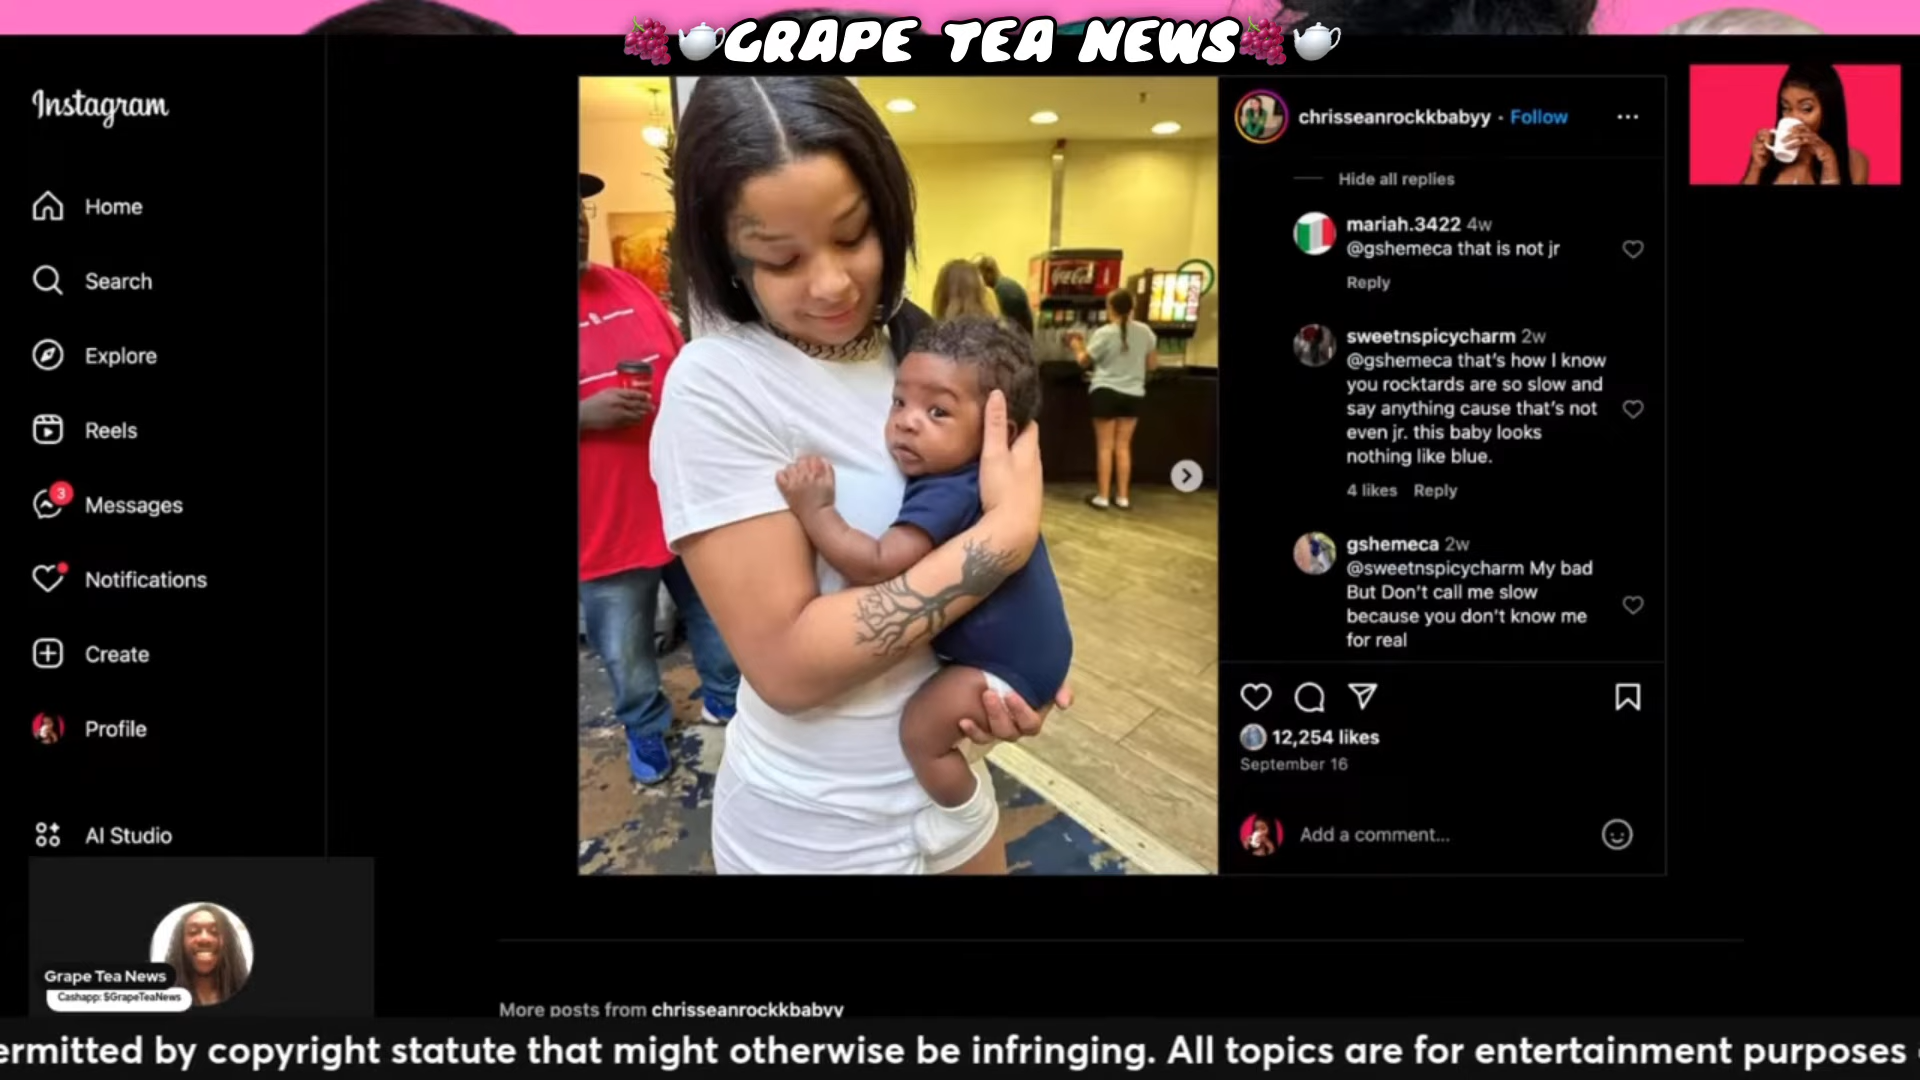 GRAPE TEA NEWS
Instagram
Home
Search
Explore
Reels
3
Messages
Notifications
Create
Profile
AI Studio
Grape Tea News
Cashapp: $GrapeTeaNews
Coca-Cola
chrisseanrockkbabyy · Follow
Hide all replies
mariah.3422 4w
@gshemeca that is not jr
Reply
sweetnspicycharm 2w
@gshemeca that's how I know
you rocktards are so slow and
say anything cause that's not
even jr. this baby looks
nothing like blue.
4 likes Reply
gshemeca 2w
@sweetnspicycharm My bad
But Don't call me slow
because you don't know me
for real
12,254 likes
September 16
Add a comment...
More posts from chrisseanrockkbabyy
ermitted by copyright statute that might otherwise be infringing. All topics are for entertainment purposes